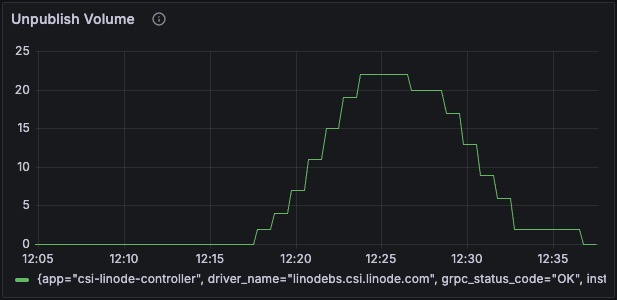 Unpublish Volume
25
20
15
10
5
0
12:05 12:10 12:15 12:20 12:25 12:30 12:35
{app="csi-linode-controller", driver_name="linodebs.csi.linode.com", grpc_status_code="OK", inst